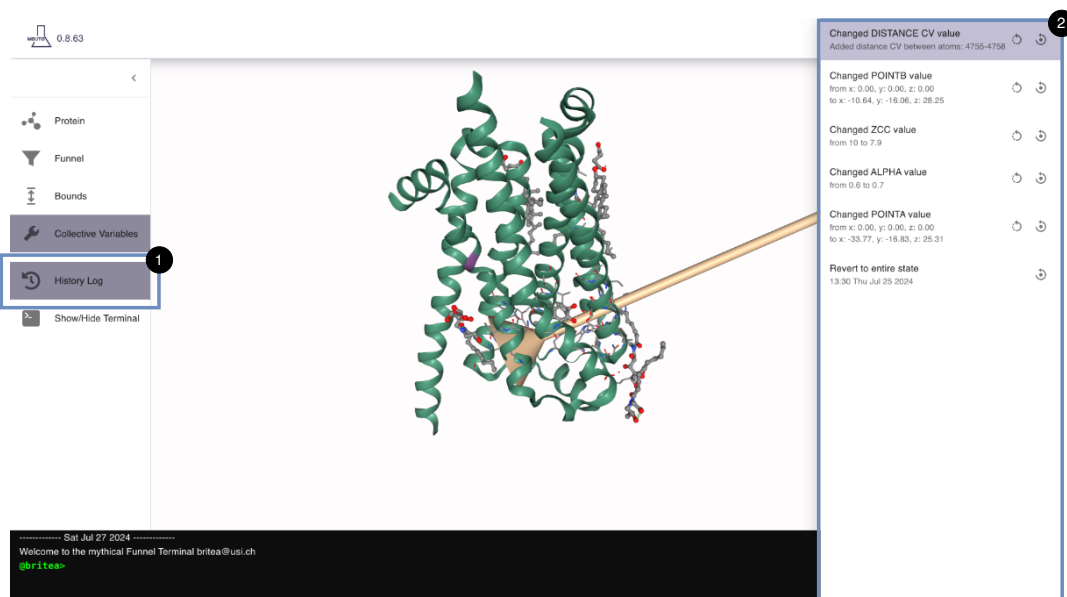 METTO 0.8.63
Protein
Funnel
Bounds
Collective Variables
1
History Log
Show/Hide Terminal
2
Changed DISTANCE CV value
Added distance CV between atoms: 4755-4758
Changed POINTB value
from x: 0.00, y: 0.00, z: 0.00
to x: -10.64, y: -16.06, z: 28.25
Changed ZCC value
from 10 to 7.9
Changed ALPHA value
from 0.6 to 0.7
Changed POINTA value
from x: 0.00, y: 0.00, z: 0.00
to x: -33.77, y: -16.83, z: 25.31
Revert to entire state
13:30 Thu Jul 25 2024
------------- Sat Jul 27 2024 -------------
Welcome to the mythical Funnel Terminal britea@usi.ch
@britea>